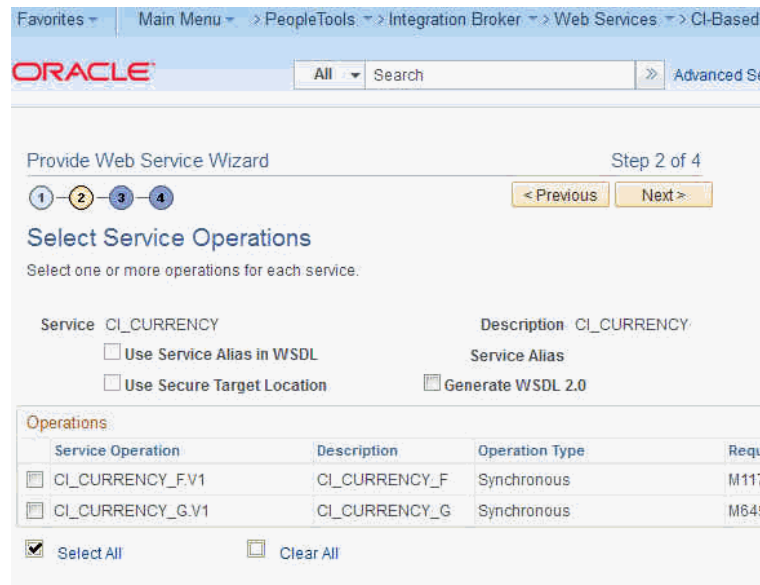 Favorites Main Menu > PeopleTools > Integration Broker > Web Services > CI-Based
ORACLE All Search » Advanced Se
Provide Web Service Wizard Step 2 of 4
1 2 3 4 < Previous Next >
Select Service Operations
Select one or more operations for each service.
Service CI_CURRENCY Description CI_CURRENCY
Use Service Alias in WSDL Service Alias
Use Secure Target Location Generate WSDL 2.0
Operations
Service Operation Description Operation Type Requ
CI_CURRENCY_F.V1 CI_CURRENCY_F Synchronous M117
CI_CURRENCY_G.V1 CI_CURRENCY_G Synchronous M645
Select All Clear All